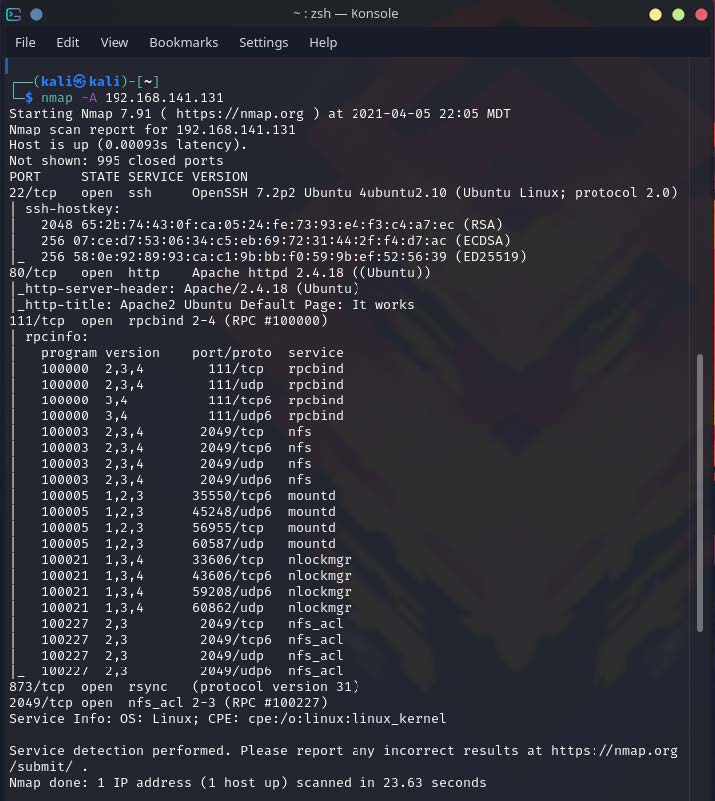 ~ : zsh — Konsole
File Edit View Bookmarks Settings Help
┌──(kali㉿kali)-[~]
└─$ nmap -A 192.168.141.131
Starting Nmap 7.91 ( https://nmap.org ) at 2021-04-05 22:05 MDT
Nmap scan report for 192.168.141.131
Host is up (0.00093s latency).
Not shown: 995 closed ports
PORT     STATE SERVICE VERSION
22/tcp   open  ssh     OpenSSH 7.2p2 Ubuntu 4ubuntu2.10 (Ubuntu Linux; protocol 2.0)
| ssh-hostkey:
|   2048 65:2b:74:43:0f:ca:05:24:fe:73:93:e4:f3:c4:a7:ec (RSA)
|   256 07:ce:d7:53:06:34:c5:eb:69:72:31:44:2f:f4:d7:ac (ECDSA)
|_  256 58:0e:92:89:93:ca:c1:9b:bb:f0:59:9b:ef:52:56:39 (ED25519)
80/tcp   open  http    Apache httpd 2.4.18 ((Ubuntu))
|_http-server-header: Apache/2.4.18 (Ubuntu)
|_http-title: Apache2 Ubuntu Default Page: It works
111/tcp  open  rpcbind 2-4 (RPC #100000)
| rpcinfo:
|   program version    port/proto  service
|   100000  2,3,4        111/tcp   rpcbind
|   100000  2,3,4        111/udp   rpcbind
|   100000  3,4          111/tcp6  rpcbind
|   100000  3,4          111/udp6  rpcbind
|   100003  2,3,4       2049/tcp   nfs
|   100003  2,3,4       2049/tcp6  nfs
|   100003  2,3,4       2049/udp   nfs
|   100003  2,3,4       2049/udp6  nfs
|   100005  1,2,3      35550/tcp6  mountd
|   100005  1,2,3      45248/udp6  mountd
|   100005  1,2,3      56955/tcp   mountd
|   100005  1,2,3      60587/udp   mountd
|   100021  1,3,4      33606/tcp   nlockmgr
|   100021  1,3,4      43606/tcp6  nlockmgr
|   100021  1,3,4      59208/udp6  nlockmgr
|   100021  1,3,4      60862/udp   nlockmgr
|   100227  2,3         2049/tcp   nfs_acl
|   100227  2,3         2049/tcp6  nfs_acl
|   100227  2,3         2049/udp   nfs_acl
|_  100227  2,3         2049/udp6  nfs_acl
873/tcp  open  rsync   (protocol version 31)
2049/tcp open  nfs_acl 2-3 (RPC #100227)
Service Info: OS: Linux; CPE: cpe:/o:linux:linux_kernel

Service detection performed. Please report any incorrect results at https://nmap.org
/submit/ .
Nmap done: 1 IP address (1 host up) scanned in 23.63 seconds